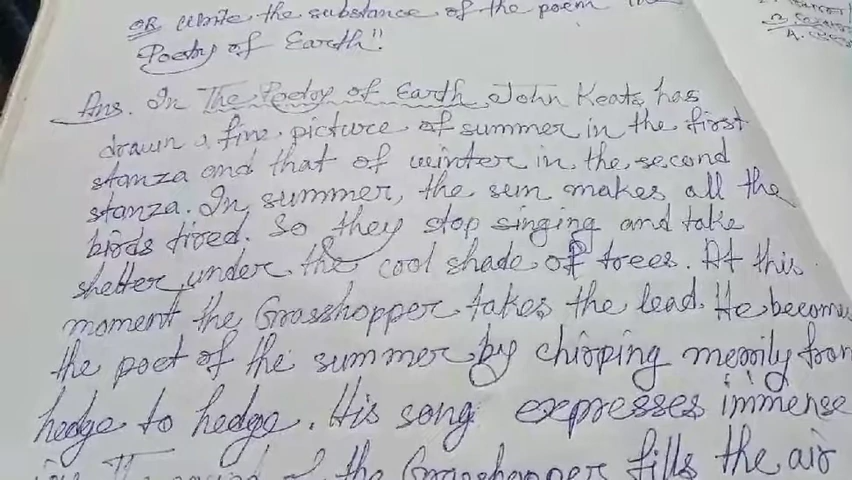 OR Write the substance of the poem "The
Poetry of Earth".
Ans. In The Poetry of Earth John Keats has
drawn a fine picture of summer in the first
stanza and that of winter in the second
stanza. In summer, the sun makes all the
birds tired. So they stop singing and take
shelter under the cool shade of trees. At this
moment the Grasshopper takes the lead. He becomes
the poet of the summer by chirping merrily from
hedge to hedge. His song expresses immense
of the Grasshopper fills the air